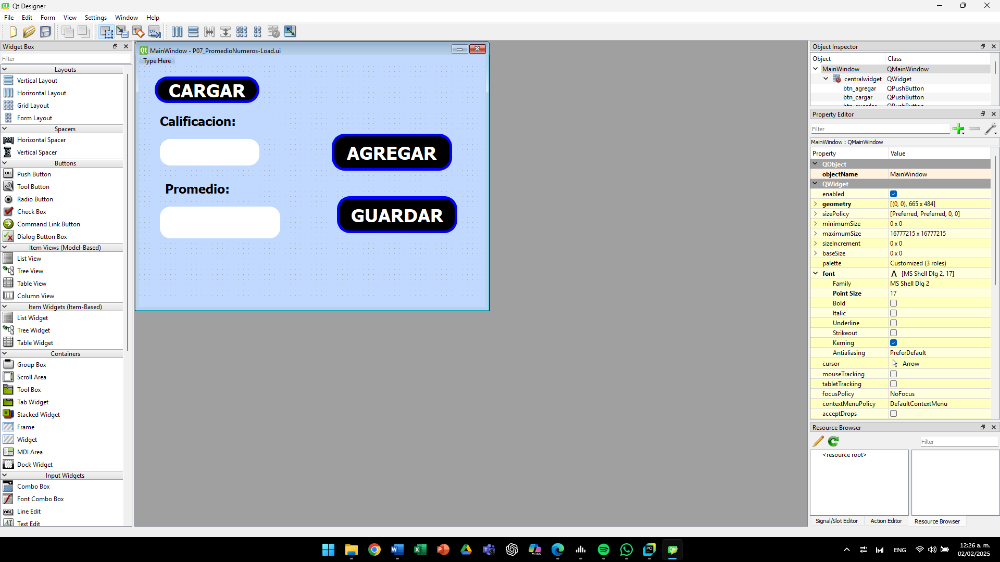 Qt Designer
File Edit Form View Settings Window Help
Widget Box
Filter
Layouts
Vertical Layout
Horizontal Layout
Grid Layout
Form Layout
Spacers
Horizontal Spacer
Vertical Spacer
Buttons
Push Button
Tool Button
Radio Button
Check Box
Command Link Button
Dialog Button Box
Item Views (Model-Based)
List View
Tree View
Table View
Column View
Item Widgets (Item-Based)
List Widget
Tree Widget
Table Widget
Containers
Group Box
Scroll Area
Tool Box
Tab Widget
Stacked Widget
Frame
Widget
MDI Area
Dock Widget
Input Widgets
Combo Box
Font Combo Box
Line Edit
Text Edit
MainWindow - P07_PromedioNumeros-Load.ui
Type Here
CARGAR
Calificacion:
AGREGAR
Promedio:
GUARDAR
Object Inspector
Object Class
MainWindow QMainWindow
centralwidget QWidget
btn_agregar QPushButton
btn_cargar QPushButton
btn_guardar QPushButton
Property Editor
Filter
MainWindow : QMainWindow
Property Value
QObject
objectName MainWindow
QWidget
enabled
geometry [(0, 0), 665 x 484]
sizePolicy [Preferred, Preferred, 0, 0]
minimumSize 0 x 0
maximumSize 16777215 x 16777215
sizeIncrement 0 x 0
baseSize 0 x 0
palette Customized (3 roles)
font A [MS Shell Dlg 2, 17]
Family MS Shell Dlg 2
Point Size 17
Bold
Italic
Underline
Strikeout
Kerning
Antialiasing PreferDefault
cursor Arrow
mouseTracking
tabletTracking
focusPolicy NoFocus
contextMenuPolicy DefaultContextMenu
acceptDrops
Resource Browser
Filter
<resource root>
Signal/Slot Editor Action Editor Resource Browser
ENG
12:26 a. m.
02/02/2025